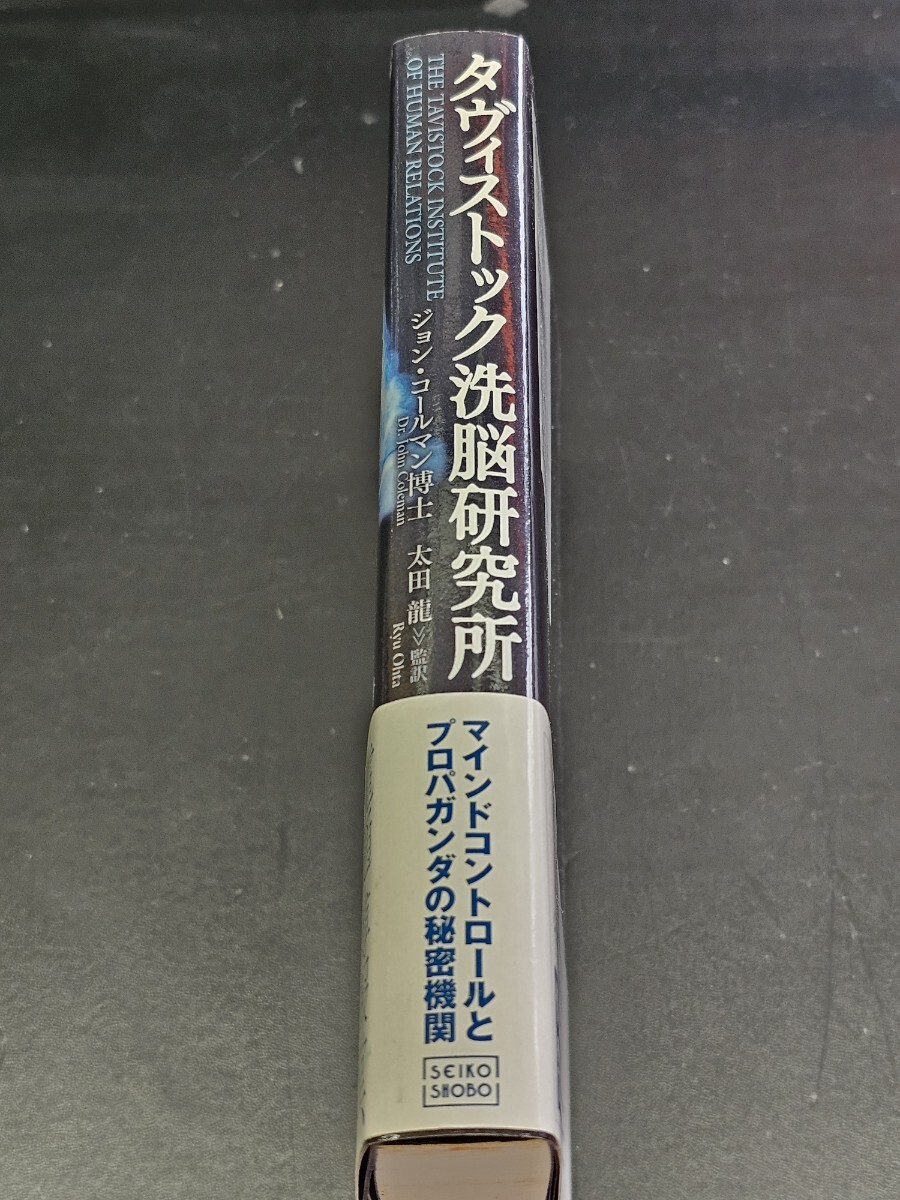 タヴィストック洗脳研究所
THE TAVISTOCK INSTITUTE
OF HUMAN RELATIONS
ジョン・コールマン博士
Dr. John Coleman
太田 龍≫監訳
Ryu Ohta
マインドコントロールと
プロパガンダの秘密機関
SEIKO
SHOBO